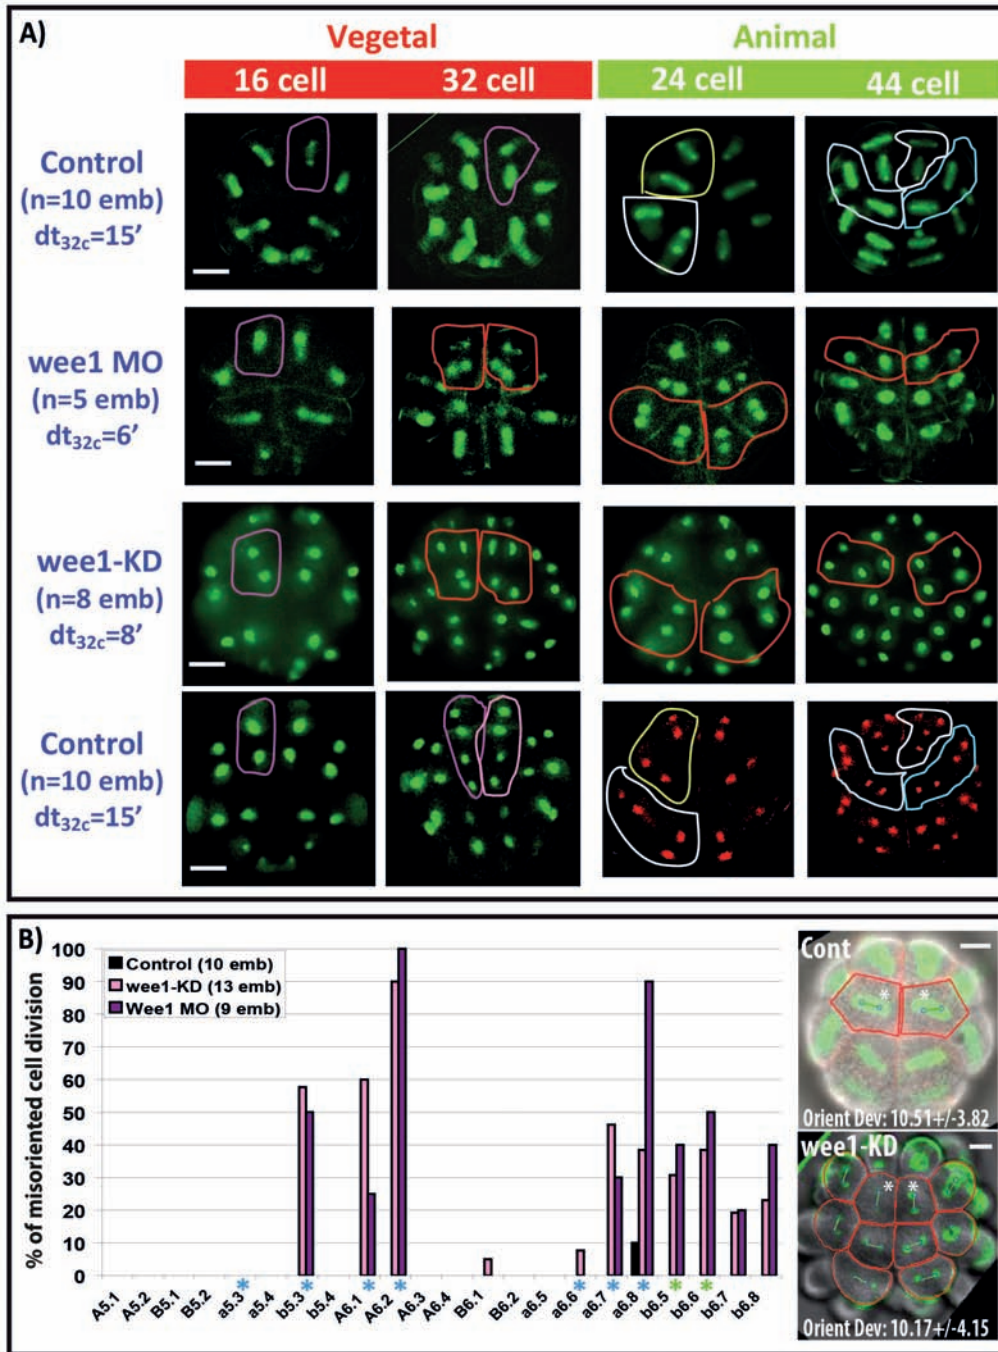 A)
Vegetal Animal
16 cell 32 cell 24 cell 44 cell
Control
(n=10 emb)
dt32c=15’
wee1 MO
(n=5 emb)
dt32c=6’
wee1-KD
(n=8 emb)
dt32c=8’
Control
(n=10 emb)
dt32c=15’
B)
% of misoriented cell division
100
90
80
70
60
50
40
30
20
10
0
Control (10 emb)
wee1-KD (13 emb)
Wee1 MO (9 emb)
A5.1 A5.2 B5.1 B5.2 a5.3 a5.4 b5.3 b5.4 A6.1 A6.2 A6.3 A6.4 B6.1 B6.2 a6.5 a6.6 a6.7 a6.8 b6.5 b6.6 b6.7 b6.8
* * * * * * * * *
Cont
* *
Orient Dev: 10.51+/-3.82
wee1-KD
* *
Orient Dev: 10.17+/-4.15